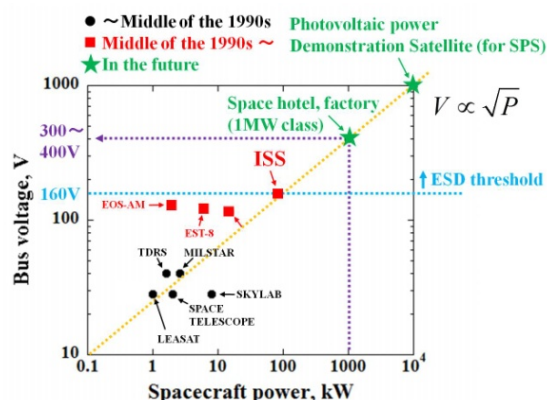 ● ~Middle of the 1990s
■ Middle of the 1990s ~
★ In the future
Photovoltaic power
Demonstration Satellite (for SPS)
V ∝ √P
Space hotel, factory
(1MW class)
ISS
ESD threshold
EOS-AM
EST-8
TDRS
MILSTAR
SKYLAB
SPACE
TELESCOPE
LEASAT
Bus voltage, V
1000
300~
400V
160V
100
10
0.1 1 10 100 1000 10⁴
Spacecraft power, kW